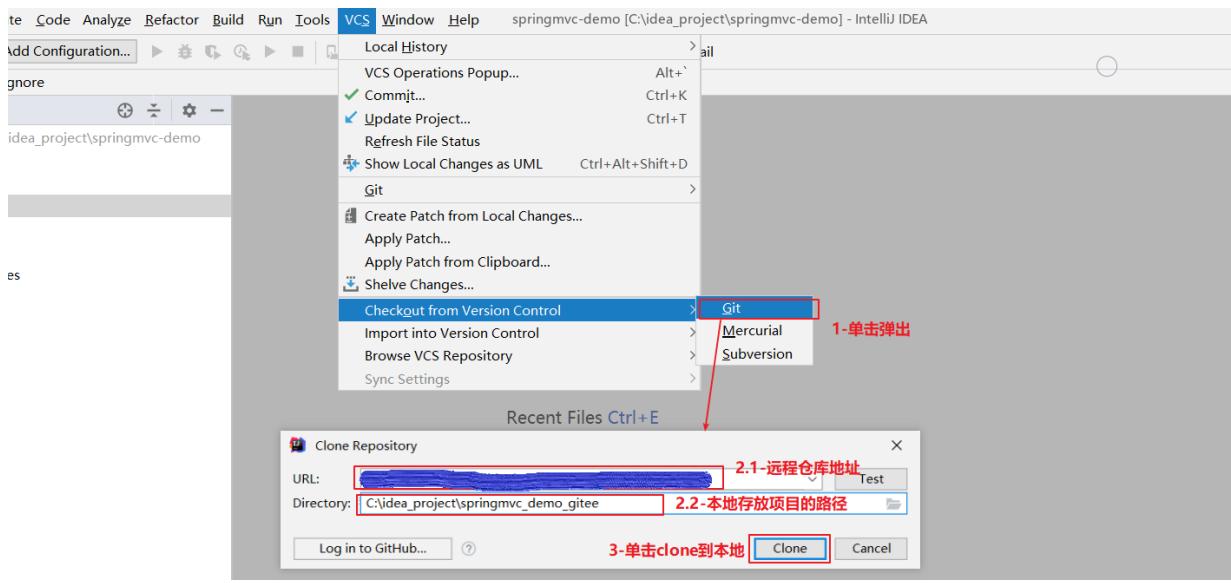 te Code Analyze Refactor Build Run Tools VCS Window Help springmvc-demo [C:\idea_project\springmvc-demo] - IntelliJ IDEA
Add Configuration...
ail
gnore
idea_project\springmvc-demo
es
Local History
VCS Operations Popup... Alt+`
Commit... Ctrl+K
Update Project... Ctrl+T
Refresh File Status
Show Local Changes as UML Ctrl+Alt+Shift+D
Git
Create Patch from Local Changes...
Apply Patch...
Apply Patch from Clipboard...
Shelve Changes...
Checkout from Version Control
Import into Version Control
Browse VCS Repository
Sync Settings
Git
Mercurial
Subversion
1-单击弹出
Recent Files Ctrl+E
Clone Repository
URL: 2.1-远程仓库地址 Test
Directory: C:\idea_project\springmvc_demo_gitee 2.2-本地存放项目的路径
Log in to GitHub... ? 3-单击clone到本地 Clone Cancel